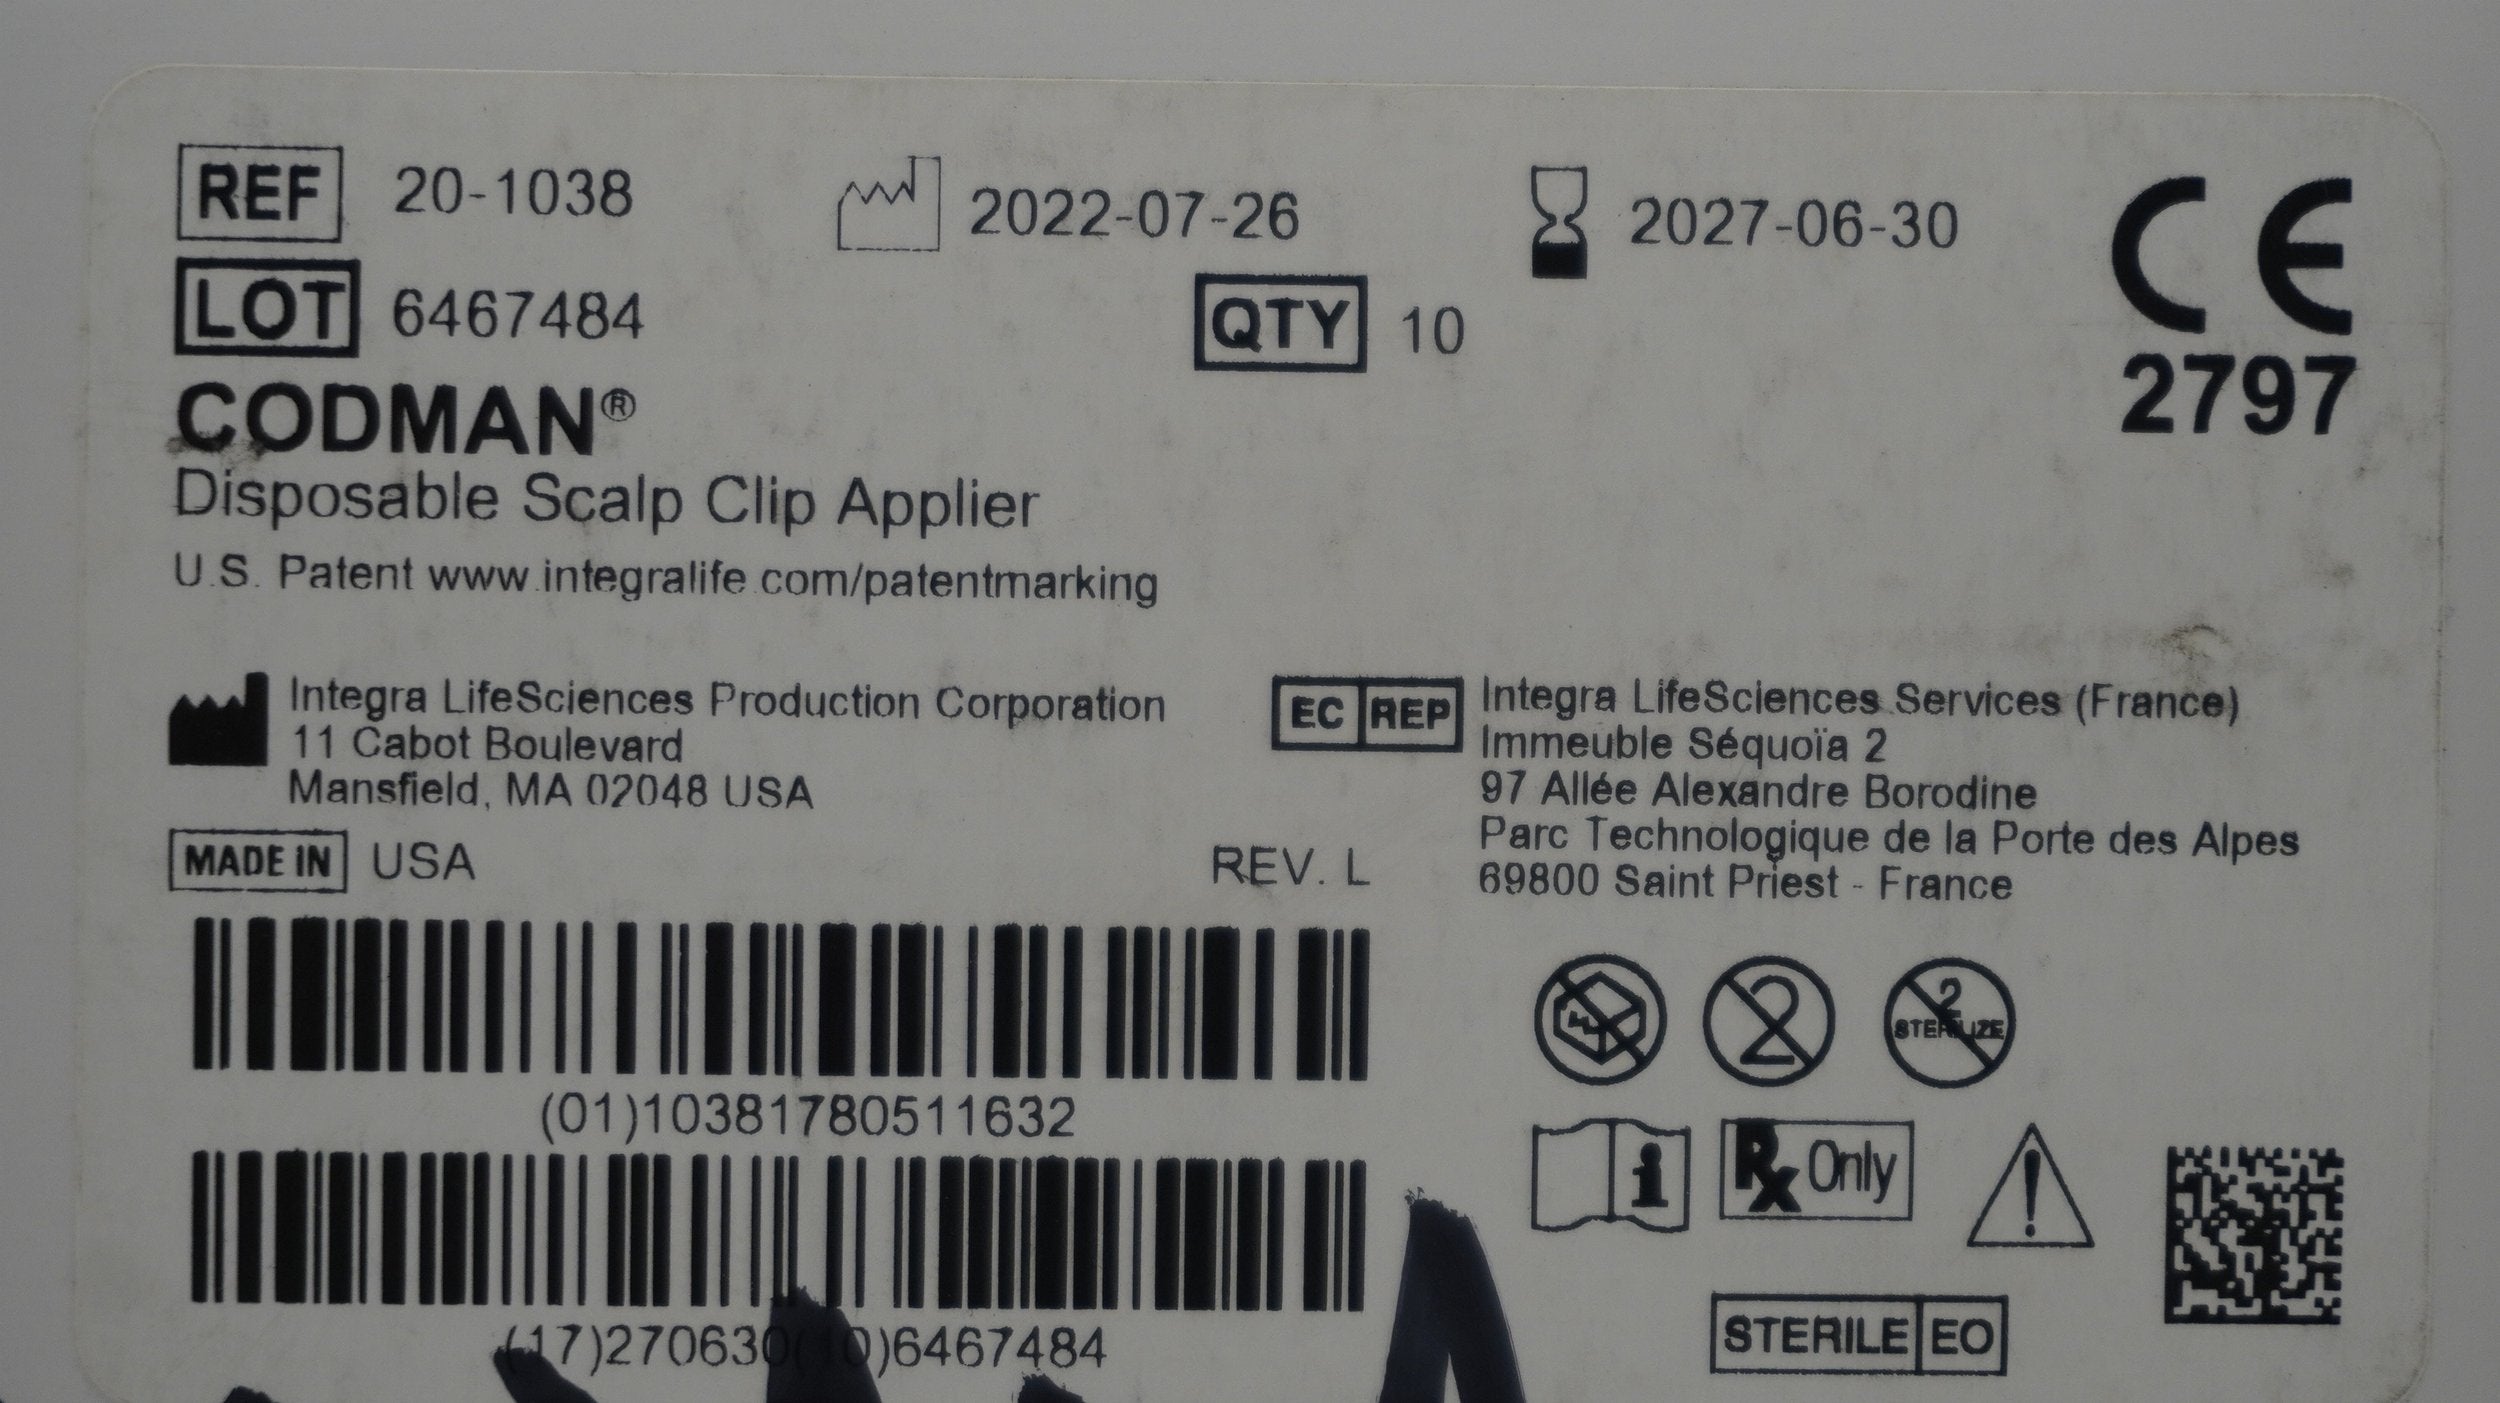 REF 20-1038 2022-07-26 2027-06-30 CE
LOT 6467484 QTY 10 2797
CODMAN®
Disposable Scalp Clip Applier
U.S. Patent www.integralife.com/patentmarking
Integra LifeSciences Production Corporation
11 Cabot Boulevard
Mansfield, MA 02048 USA
MADE IN USA
REV. L
EC REP Integra LifeSciences Services (France)
Immeuble Séquoïa 2
97 Allée Alexandre Borodine
Parc Technologique de la Porte des Alpes
69800 Saint Priest - France
(01)10381780511632
(17)270630(10)6467484
2
2 STERILIZE
i
Rx Only
!
STERILE EO